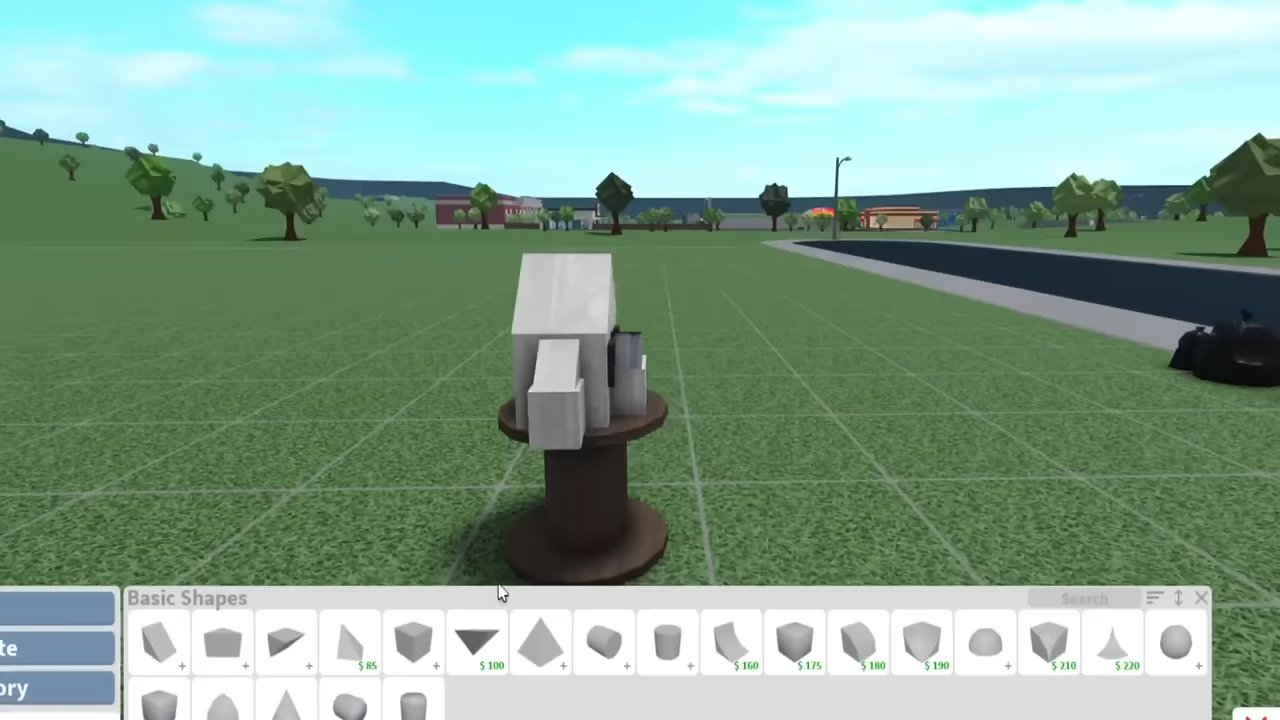 Basic Shapes
Search
te
ory
$ 85
$ 100
$ 160
$ 175
$ 180
$ 190
$ 210
$ 220